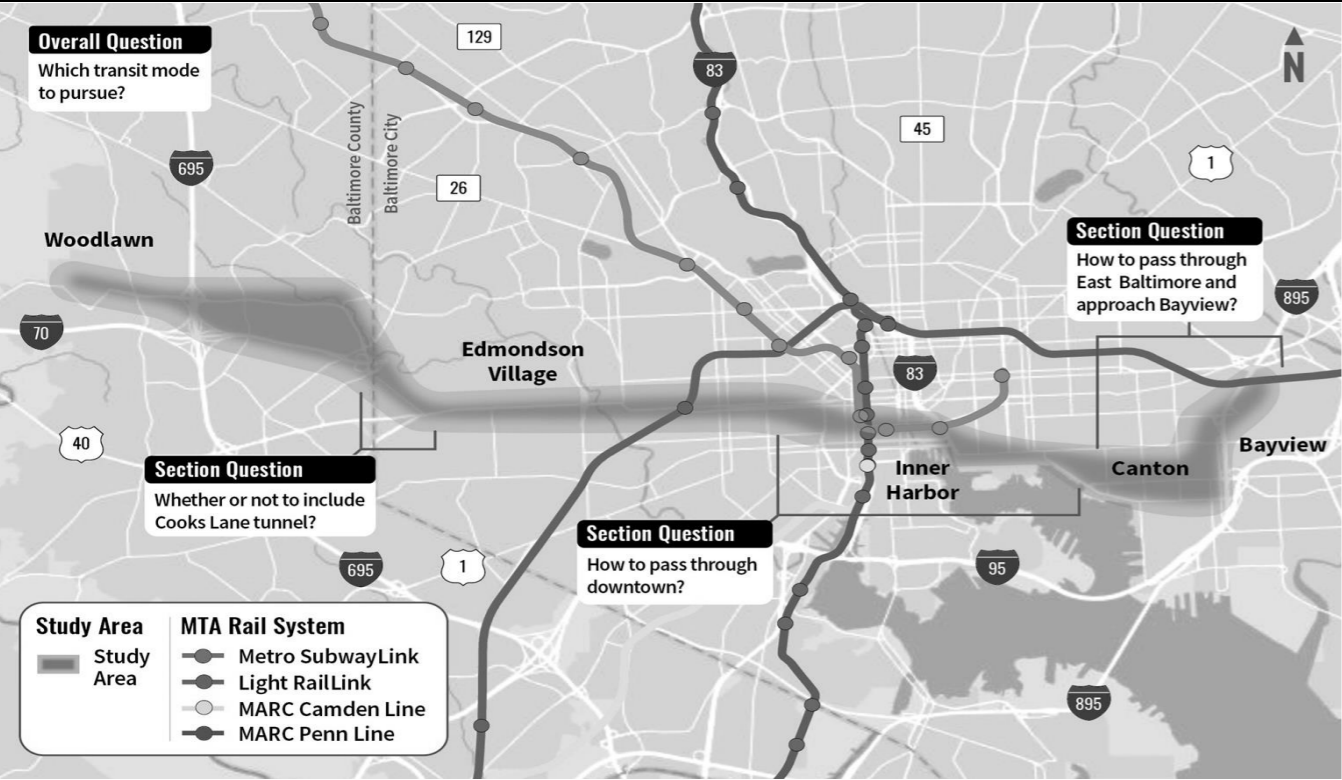 Overall Question
Which transit mode
to pursue?
129
83
N
45
1
695
Baltimore County
Baltimore City
26
Woodlawn
Section Question
How to pass through
East Baltimore and
approach Bayview?
895
70
Edmondson
Village
83
40
Section Question
Whether or not to include
Cooks Lane tunnel?
Inner
Harbor
Canton
Bayview
Section Question
How to pass through
downtown?
695
1
95
895
Study Area
Study
Area
MTA Rail System
Metro SubwayLink
Light RailLink
MARC Camden Line
MARC Penn Line